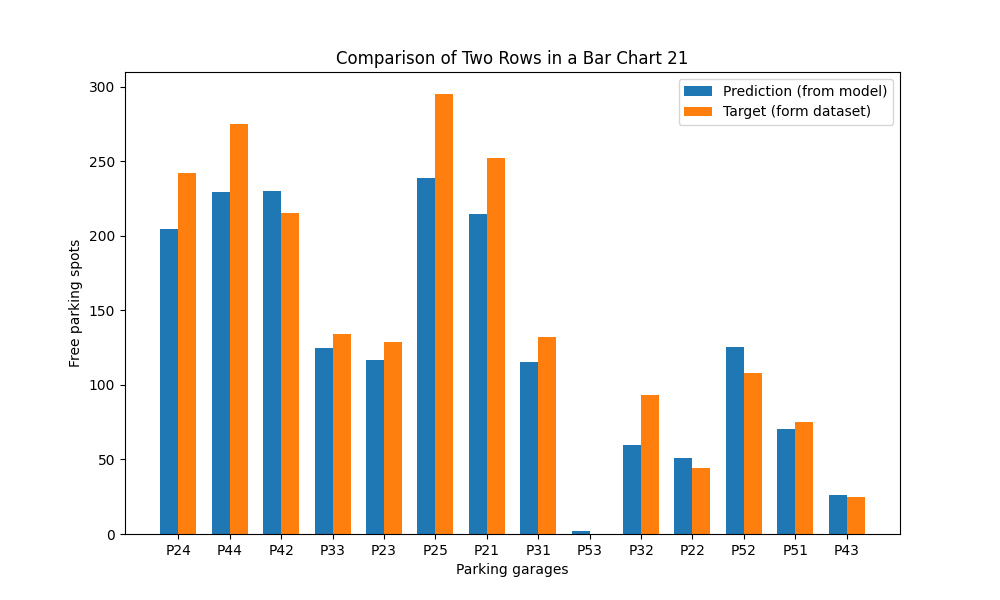 Comparison of Two Rows in a Bar Chart 21
Prediction (from model)
Target (form dataset)
300
250
200
150
100
50
0
Free parking spots
P24 P44 P42 P33 P23 P25 P21 P31 P53 P32 P22 P52 P51 P43
Parking garages